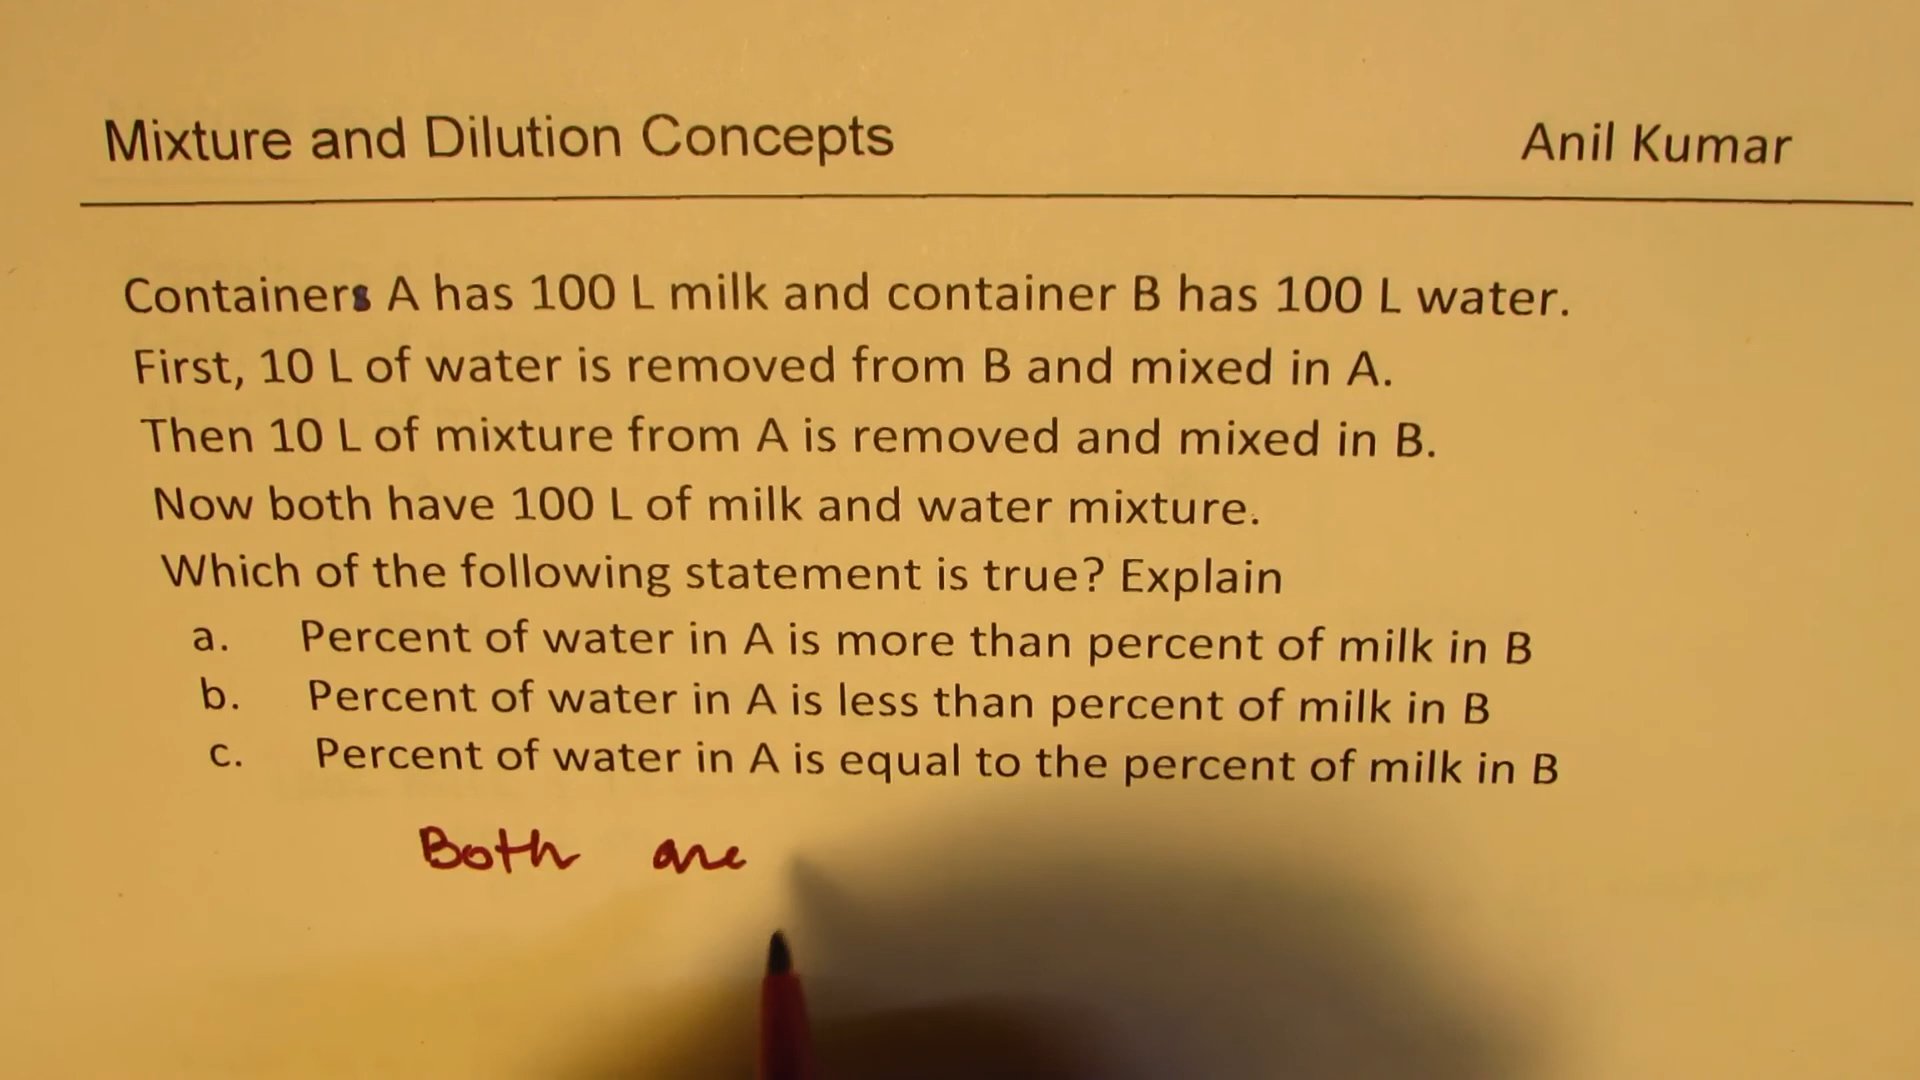 Mixture and Dilution Concepts Anil Kumar
Containers A has 100 L milk and container B has 100 L water.
First, 10 L of water is removed from B and mixed in A.
Then 10 L of mixture from A is removed and mixed in B.
Now both have 100 L of milk and water mixture.
Which of the following statement is true? Explain
a. Percent of water in A is more than percent of milk in B
b. Percent of water in A is less than percent of milk in B
c. Percent of water in A is equal to the percent of milk in B
Both are